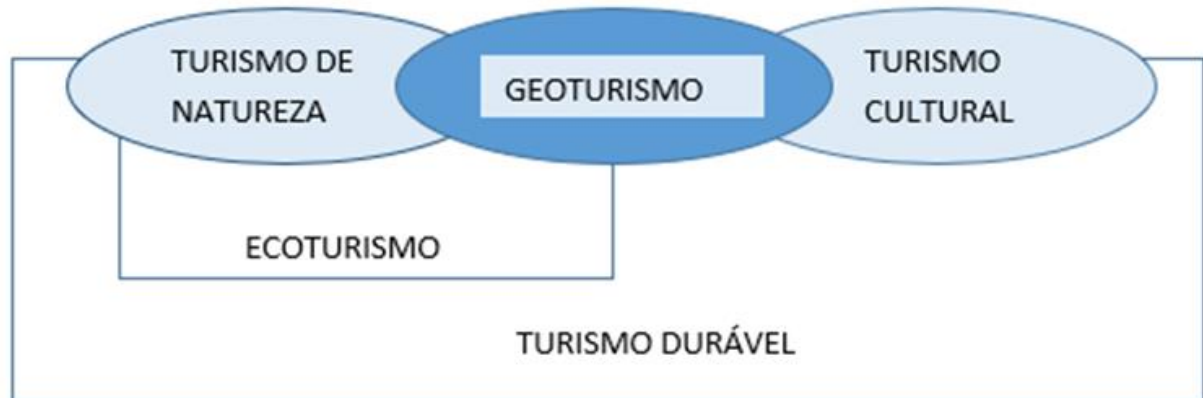 TURISMO DE
NATUREZA
GEOTURISMO
TURISMO
CULTURAL
ECOTURISMO
TURISMO DURÁVEL